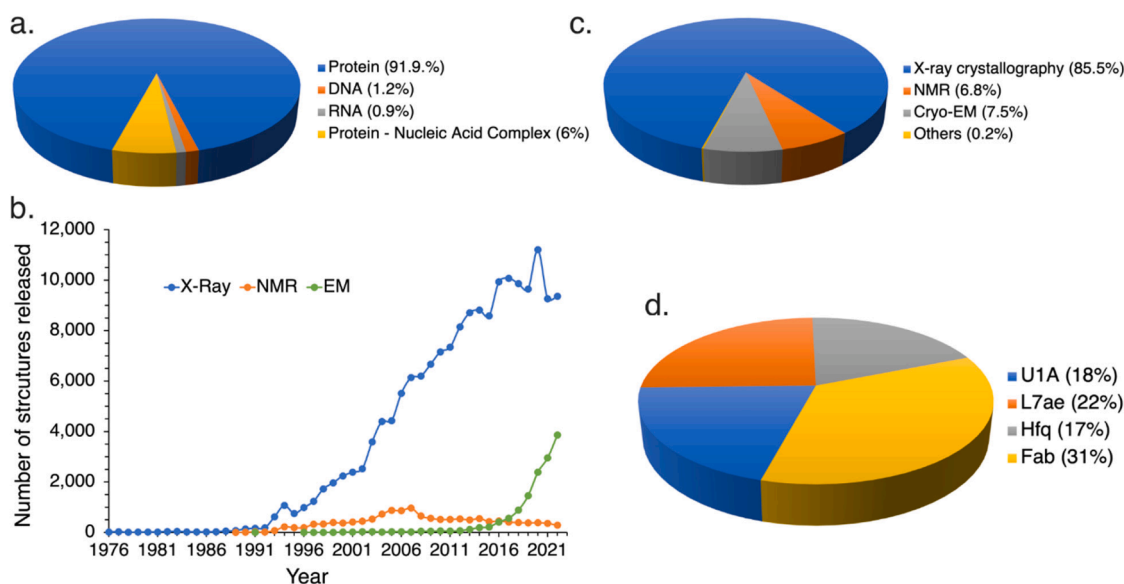 a.
Protein (91.9.%)
DNA (1.2%)
RNA (0.9%)
Protein - Nucleic Acid Complex (6%)
c.
X-ray crystallography (85.5%)
NMR (6.8%)
Cryo-EM (7.5%)
Others (0.2%)
b.
12,000
10,000
8,000
6,000
4,000
2,000
0
Number of strcutures released
X-Ray NMR EM
1976 1981 1986 1991 1996 2001 2006 2011 2016 2021
Year
d.
U1A (18%)
L7ae (22%)
Hfq (17%)
Fab (31%)